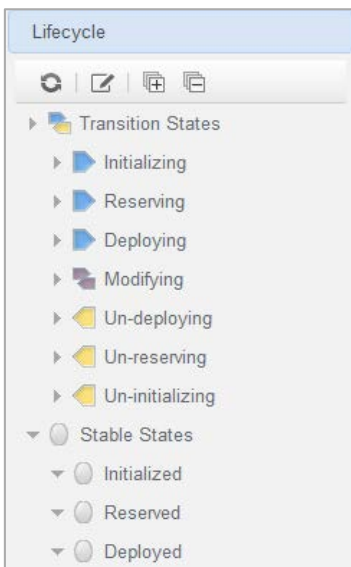 Lifecycle
Transition States
Initializing
Reserving
Deploying
Modifying
Un-deploying
Un-reserving
Un-initializing
Stable States
Initialized
Reserved
Deployed